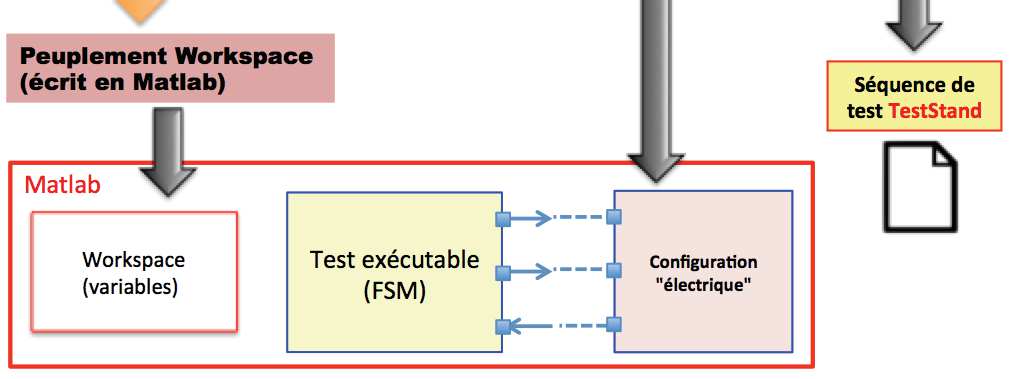 Peuplement Workspace
(écrit en Matlab)
Séquence de
test TestStand
Matlab
Workspace
(variables)
Test exécutable
(FSM)
Configuration
"électrique"